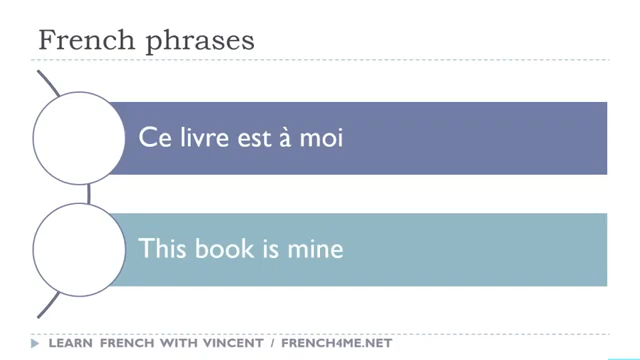 French phrases
Ce livre est à moi
This book is mine
LEARN FRENCH WITH VINCENT / FRENCH4ME.NET